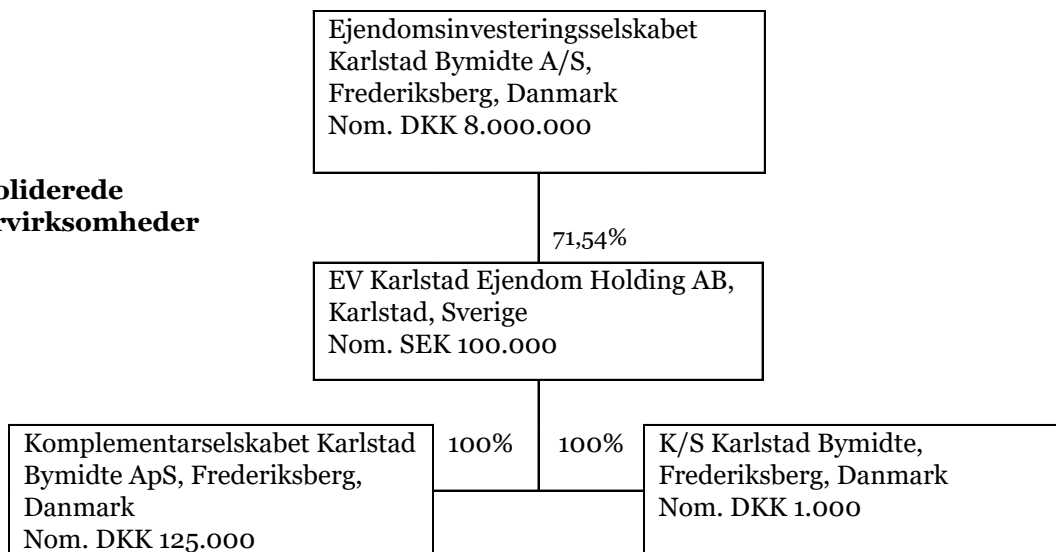 Ejendomsinvesteringsselskabet
Karlstad Bymidte A/S,
Frederiksberg, Danmark
Nom. DKK 8.000.000
oliderede
rvirksomheder
71,54%
EV Karlstad Ejendom Holding AB,
Karlstad, Sverige
Nom. SEK 100.000
Komplementarselskabet Karlstad
Bymidte ApS, Frederiksberg,
Danmark
Nom. DKK 125.000
100%
100%
K/S Karlstad Bymidte,
Frederiksberg, Danmark
Nom. DKK 1.000